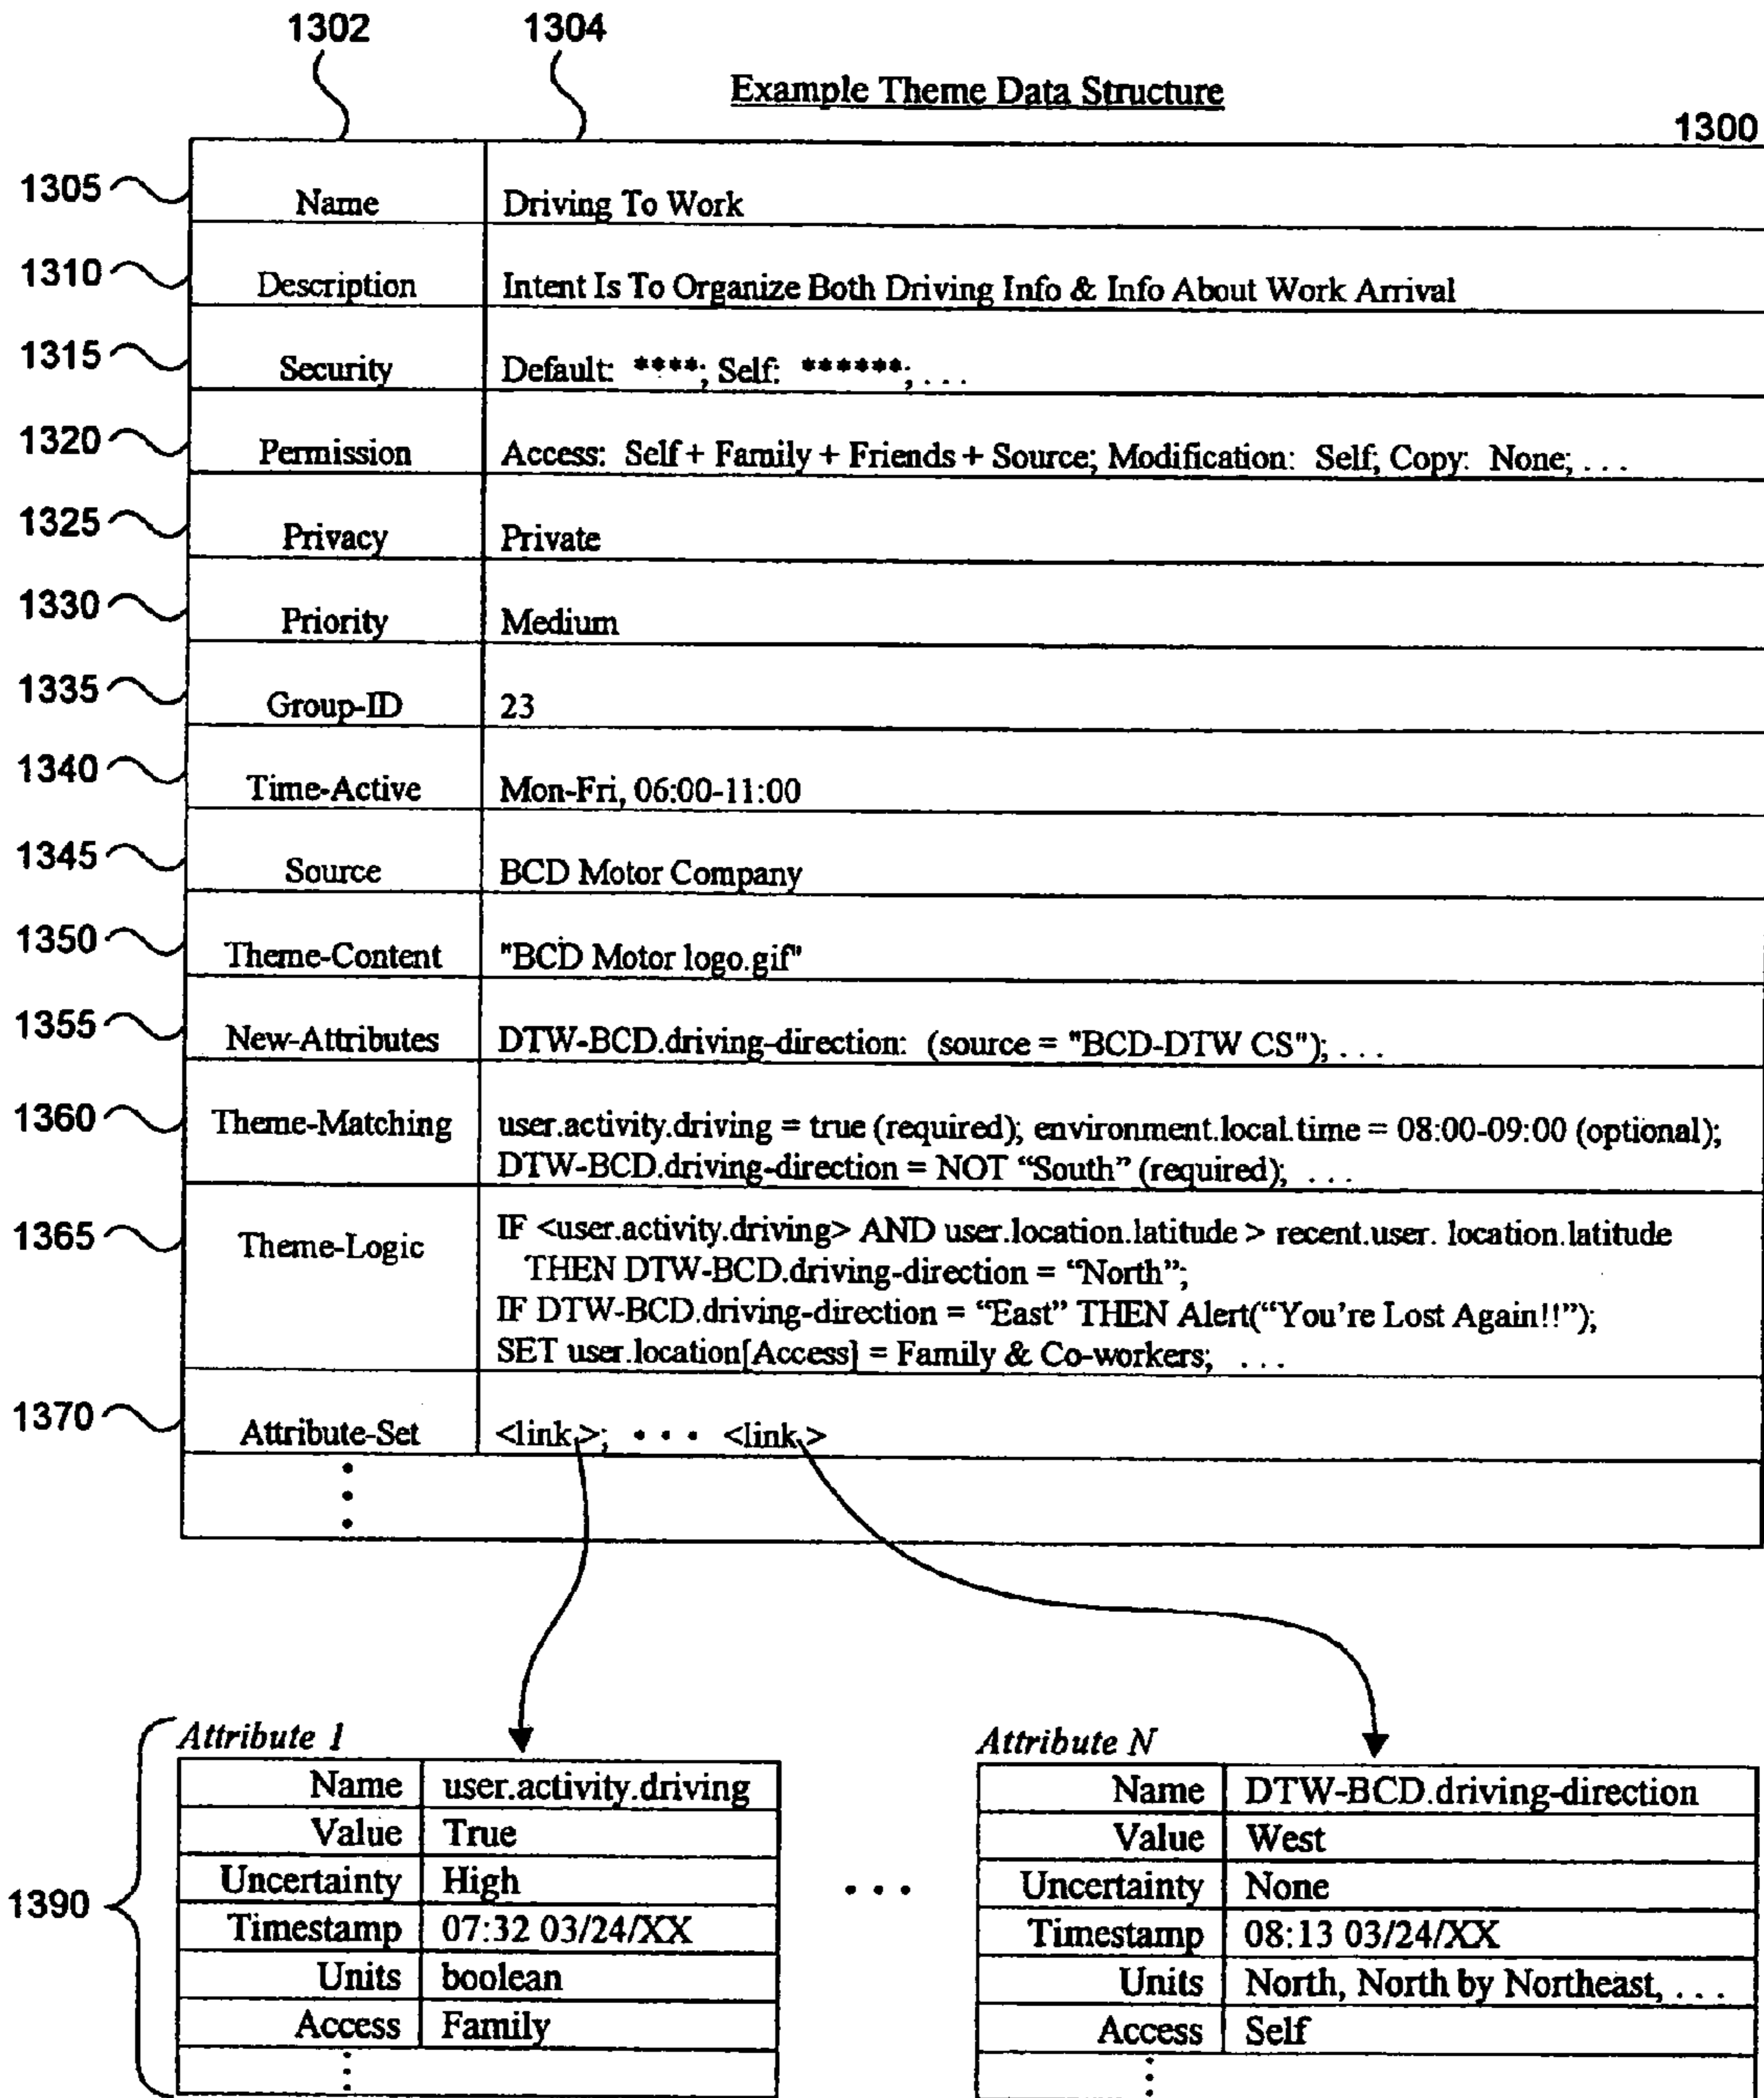 1302 1304
Example Theme Data Structure
1300
1305 Name Driving To Work
1310 Description Intent Is To Organize Both Driving Info & Info About Work Arrival
1315 Security Default: ****; Self: ******; . . .
1320 Permission Access: Self + Family + Friends + Source; Modification: Self; Copy: None; . . .
1325 Privacy Private
1330 Priority Medium
1335 Group-ID 23
1340 Time-Active Mon-Fri, 06:00-11:00
1345 Source BCD Motor Company
1350 Theme-Content "BCD Motor logo.gif"
1355 New-Attributes DTW-BCD.driving-direction: (source = "BCD-DTW CS"); . . .
1360 Theme-Matching user.activity.driving = true (required); environment.local.time = 08:00-09:00 (optional);
DTW-BCD.driving-direction = NOT “South” (required); . . .
1365 Theme-Logic IF <user.activity.driving> AND user.location.latitude > recent.user. location.latitude
THEN DTW-BCD.driving-direction = “North”;
IF DTW-BCD.driving-direction = “East” THEN Alert(“You’re Lost Again!!”);
SET user.location[Access] = Family & Co-workers; . . .
1370 Attribute-Set <link>; • • • <link>
Attribute 1
Name user.activity.driving
Value True
Uncertainty High
Timestamp 07:32 03/24/XX
Units boolean
Access Family
1390
• • •
Attribute N
Name DTW-BCD.driving-direction
Value West
Uncertainty None
Timestamp 08:13 03/24/XX
Units North, North by Northeast, . . .
Access Self